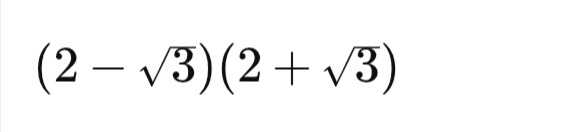 (2 − √3)(2 + √3)